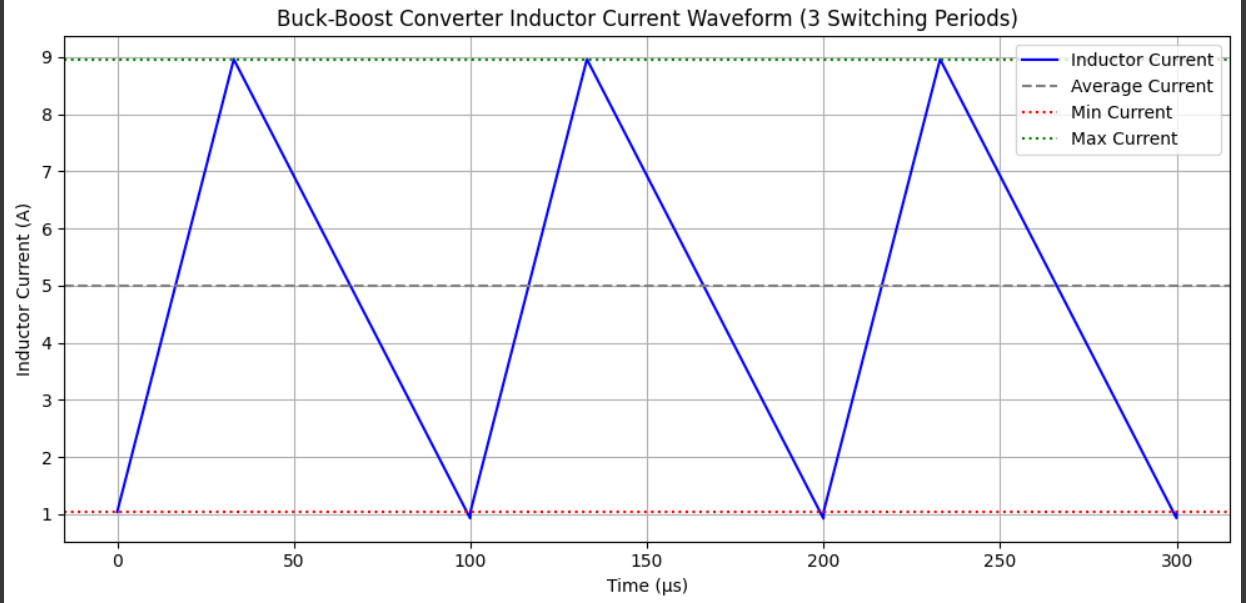 Buck-Boost Converter Inductor Current Waveform (3 Switching Periods)
Inductor Current (A)
9
8
7
6
5
4
3
2
1
Inductor Current
Average Current
Min Current
Max Current
0 50 100 150 200 250 300
Time (µs)